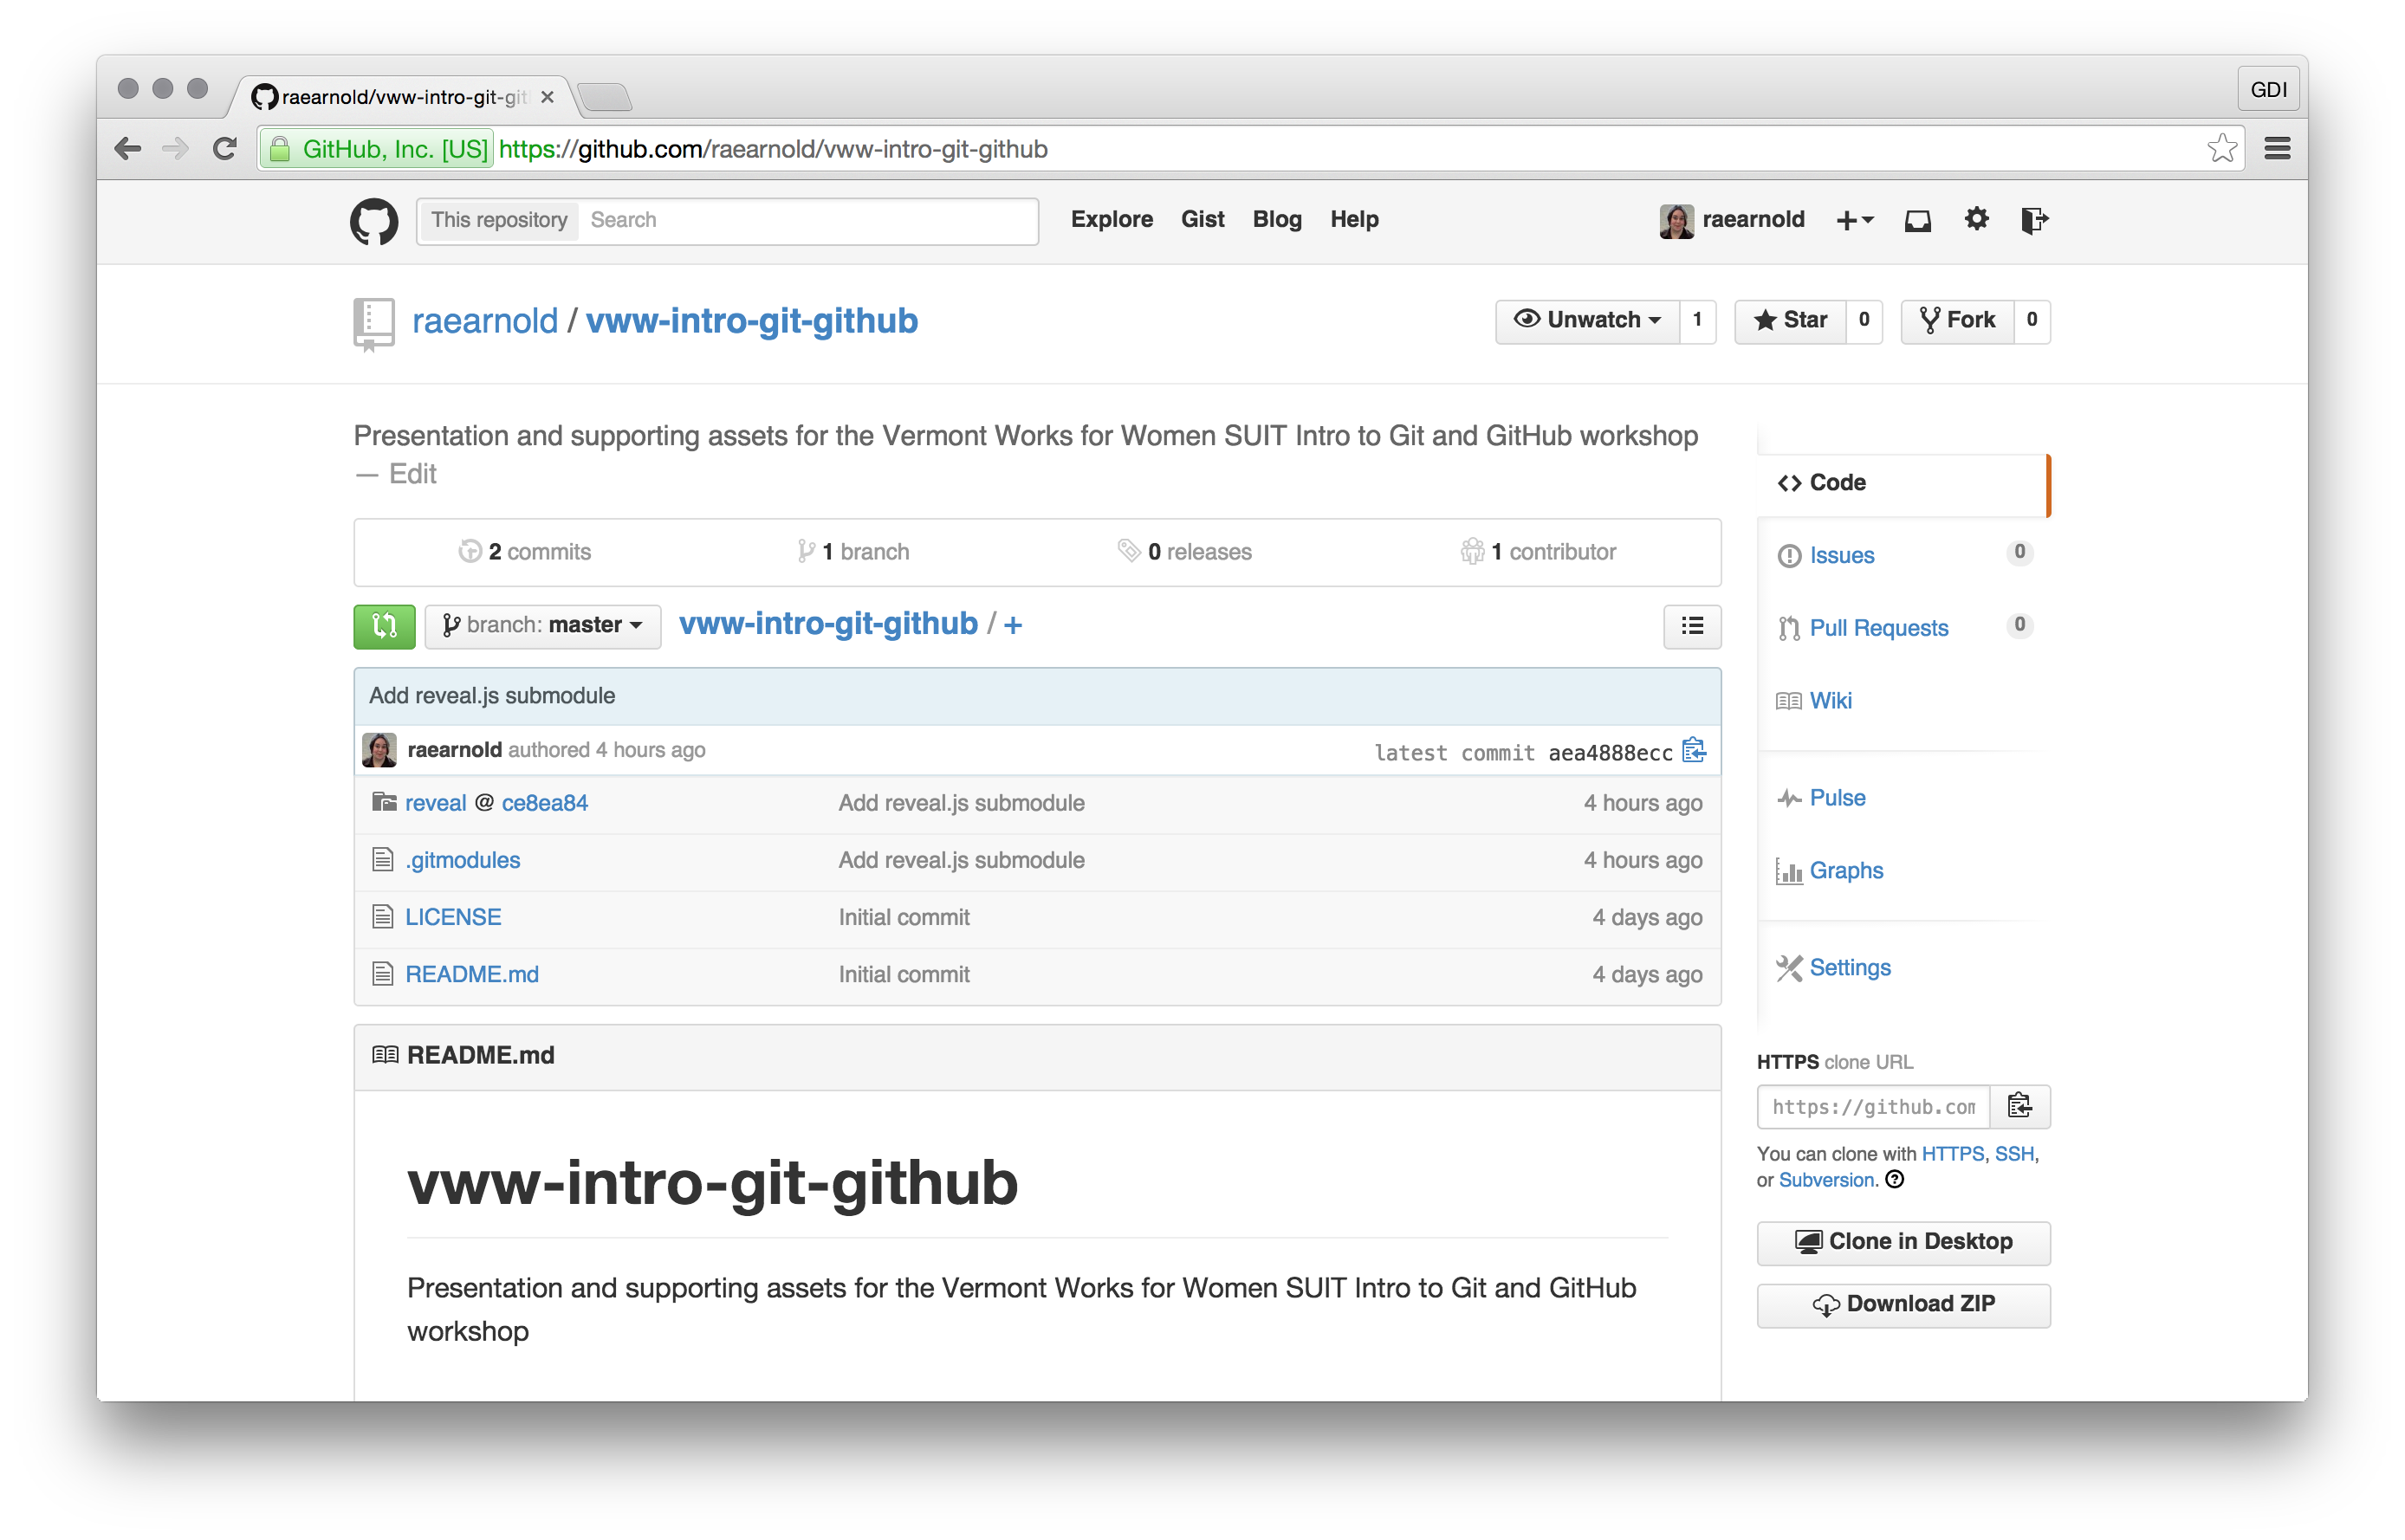 raearnold/vww-intro-git-git
GDI
GitHub, Inc. [US] https://github.com/raearnold/vww-intro-git-github
This repository Search Explore Gist Blog Help raearnold
raearnold / vww-intro-git-github Unwatch 1 Star 0 Fork 0
Presentation and supporting assets for the Vermont Works for Women SUIT Intro to Git and GitHub workshop
— Edit
2 commits 1 branch 0 releases 1 contributor
branch: master vww-intro-git-github / +
Add reveal.js submodule
raearnold authored 4 hours ago latest commit aea4888ecc
reveal @ ce8ea84 Add reveal.js submodule 4 hours ago
.gitmodules Add reveal.js submodule 4 hours ago
LICENSE Initial commit 4 days ago
README.md Initial commit 4 days ago
README.md
vww-intro-git-github
Presentation and supporting assets for the Vermont Works for Women SUIT Intro to Git and GitHub
workshop
Code
Issues 0
Pull Requests 0
Wiki
Pulse
Graphs
Settings
HTTPS clone URL
https://github.com
You can clone with HTTPS, SSH,
or Subversion.
Clone in Desktop
Download ZIP